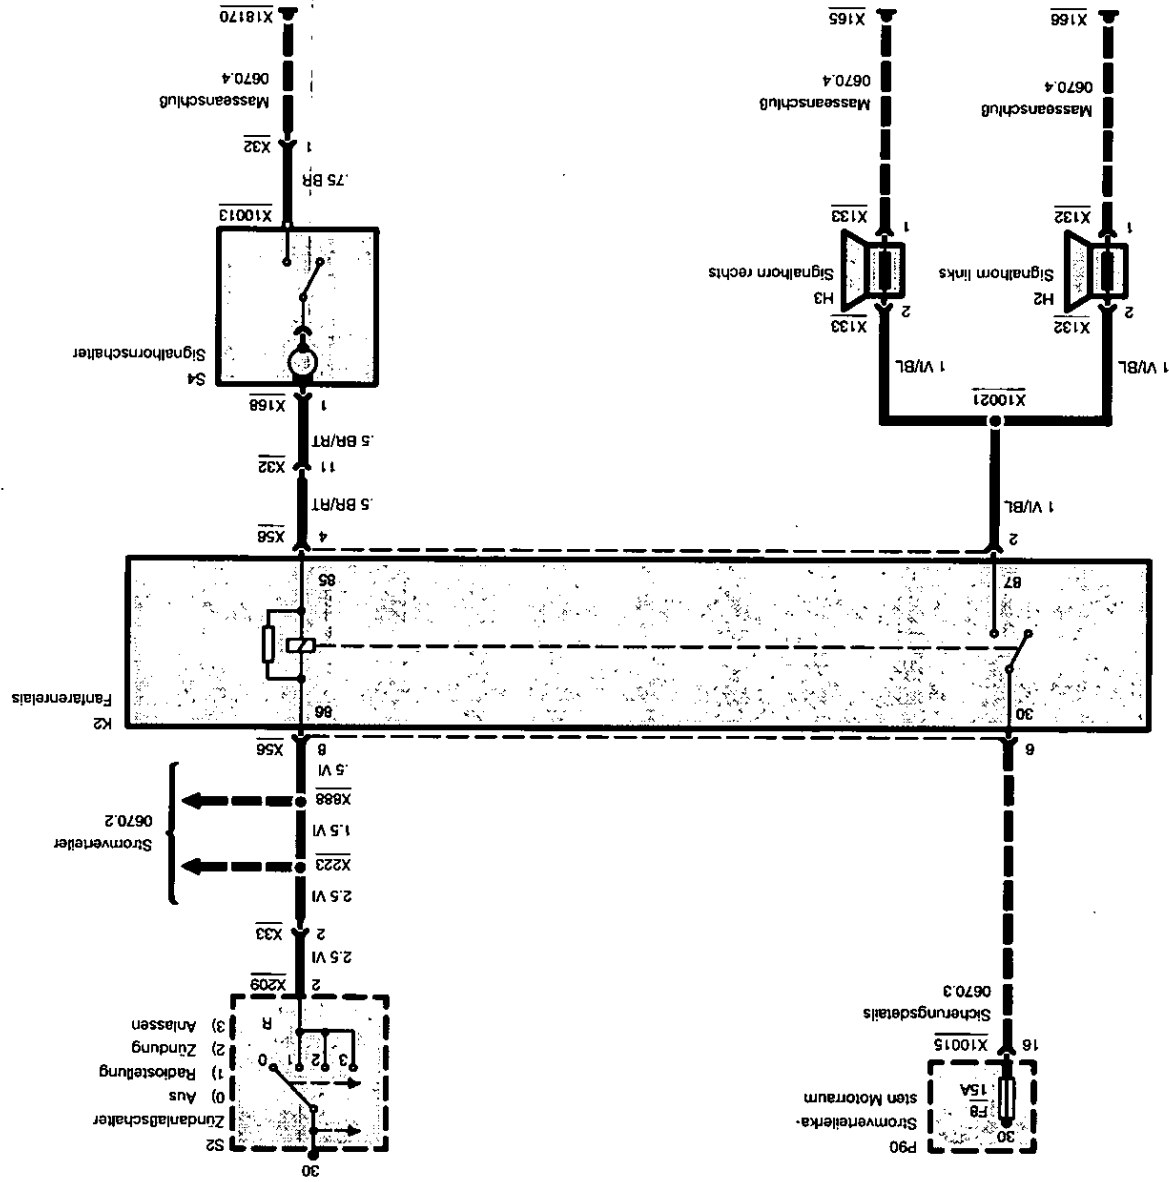 30
P90
Stromverteilerka-
sten Motorraum
30
F8
15A
16
X10015
Sicherungsdetails
0670.3
30
S2
Zündanlaßschalter
0) Aus
1) Radiostellung
2) Zündung
3) Anlassen
0
1
2
3
R
2
X209
2.5 VI
2
X33
2.5 VI
X223
1.5 VI
X888
.5 VI
Stromverteiler
0670.2
6
8
X56
K2
Fanfarenrelais
30
86
87
85
2
4
X58
1 VI/BL
X10021
1 VI/BL
1 VI/BL
2
X132
H2
Signalhorn links
1
X132
2
X133
H3
Signalhorn rechts
1
X133
Masseanschluß
0670.4
X166
Masseanschluß
0670.4
X165
.5 BR/RT
11
X32
.5 BR/RT
1
X168
S4
Signalhornschalter
X10013
.75 BR
1
X32
Masseanschluß
0670.4
X18170